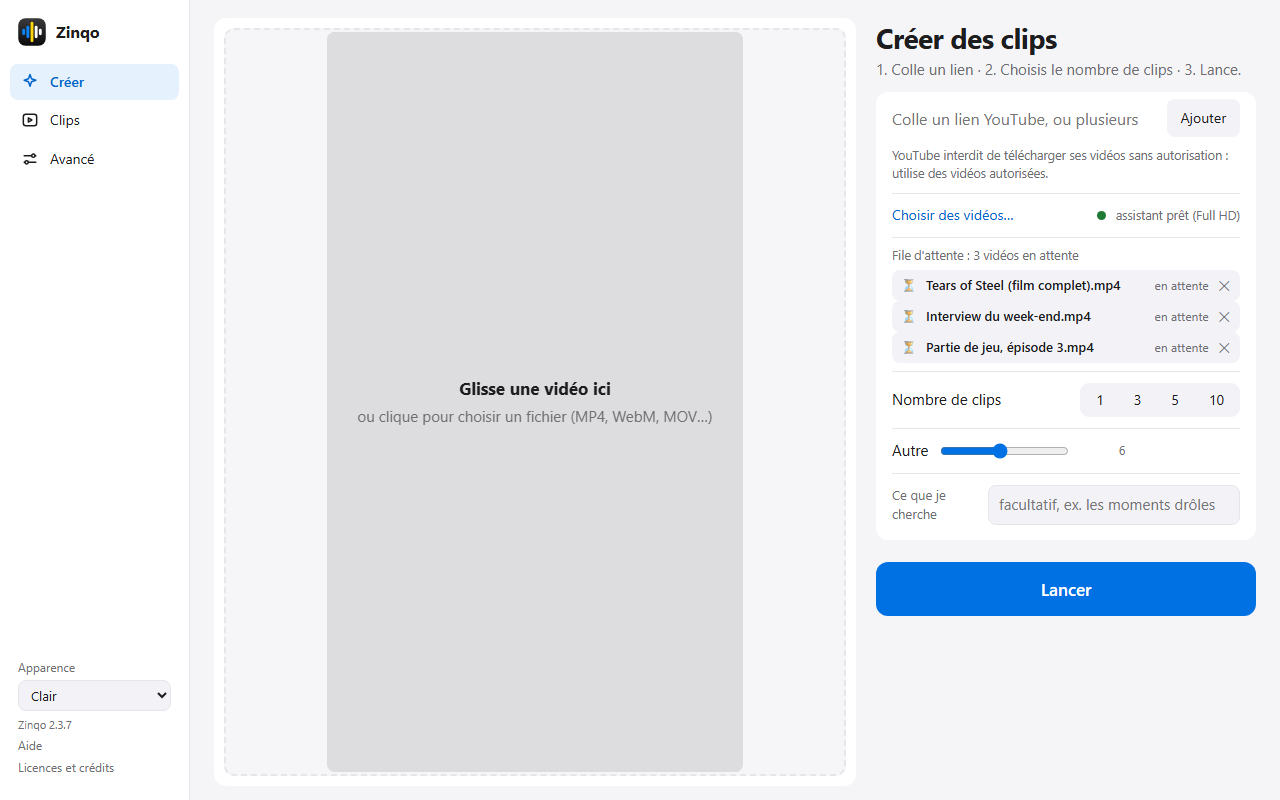 Zinqo
Créer
Clips
Avancé
Apparence
Clair
Zinqo 2.3.7
Aide
Licences et crédits
Glisse une vidéo ici
ou clique pour choisir un fichier (MP4, WebM, MOV...)
Créer des clips
1. Colle un lien · 2. Choisis le nombre de clips · 3. Lance.
Colle un lien YouTube, ou plusieurs
Ajouter
YouTube interdit de télécharger ses vidéos sans autorisation :
utilise des vidéos autorisées.
Choisir des vidéos...
assistant prêt (Full HD)
File d'attente : 3 vidéos en attente
Tears of Steel (film complet).mp4 en attente
Interview du week-end.mp4 en attente
Partie de jeu, épisode 3.mp4 en attente
Nombre de clips 1 3 5 10
Autre 6
Ce que je
cherche
facultatif, ex. les moments drôles
Lancer